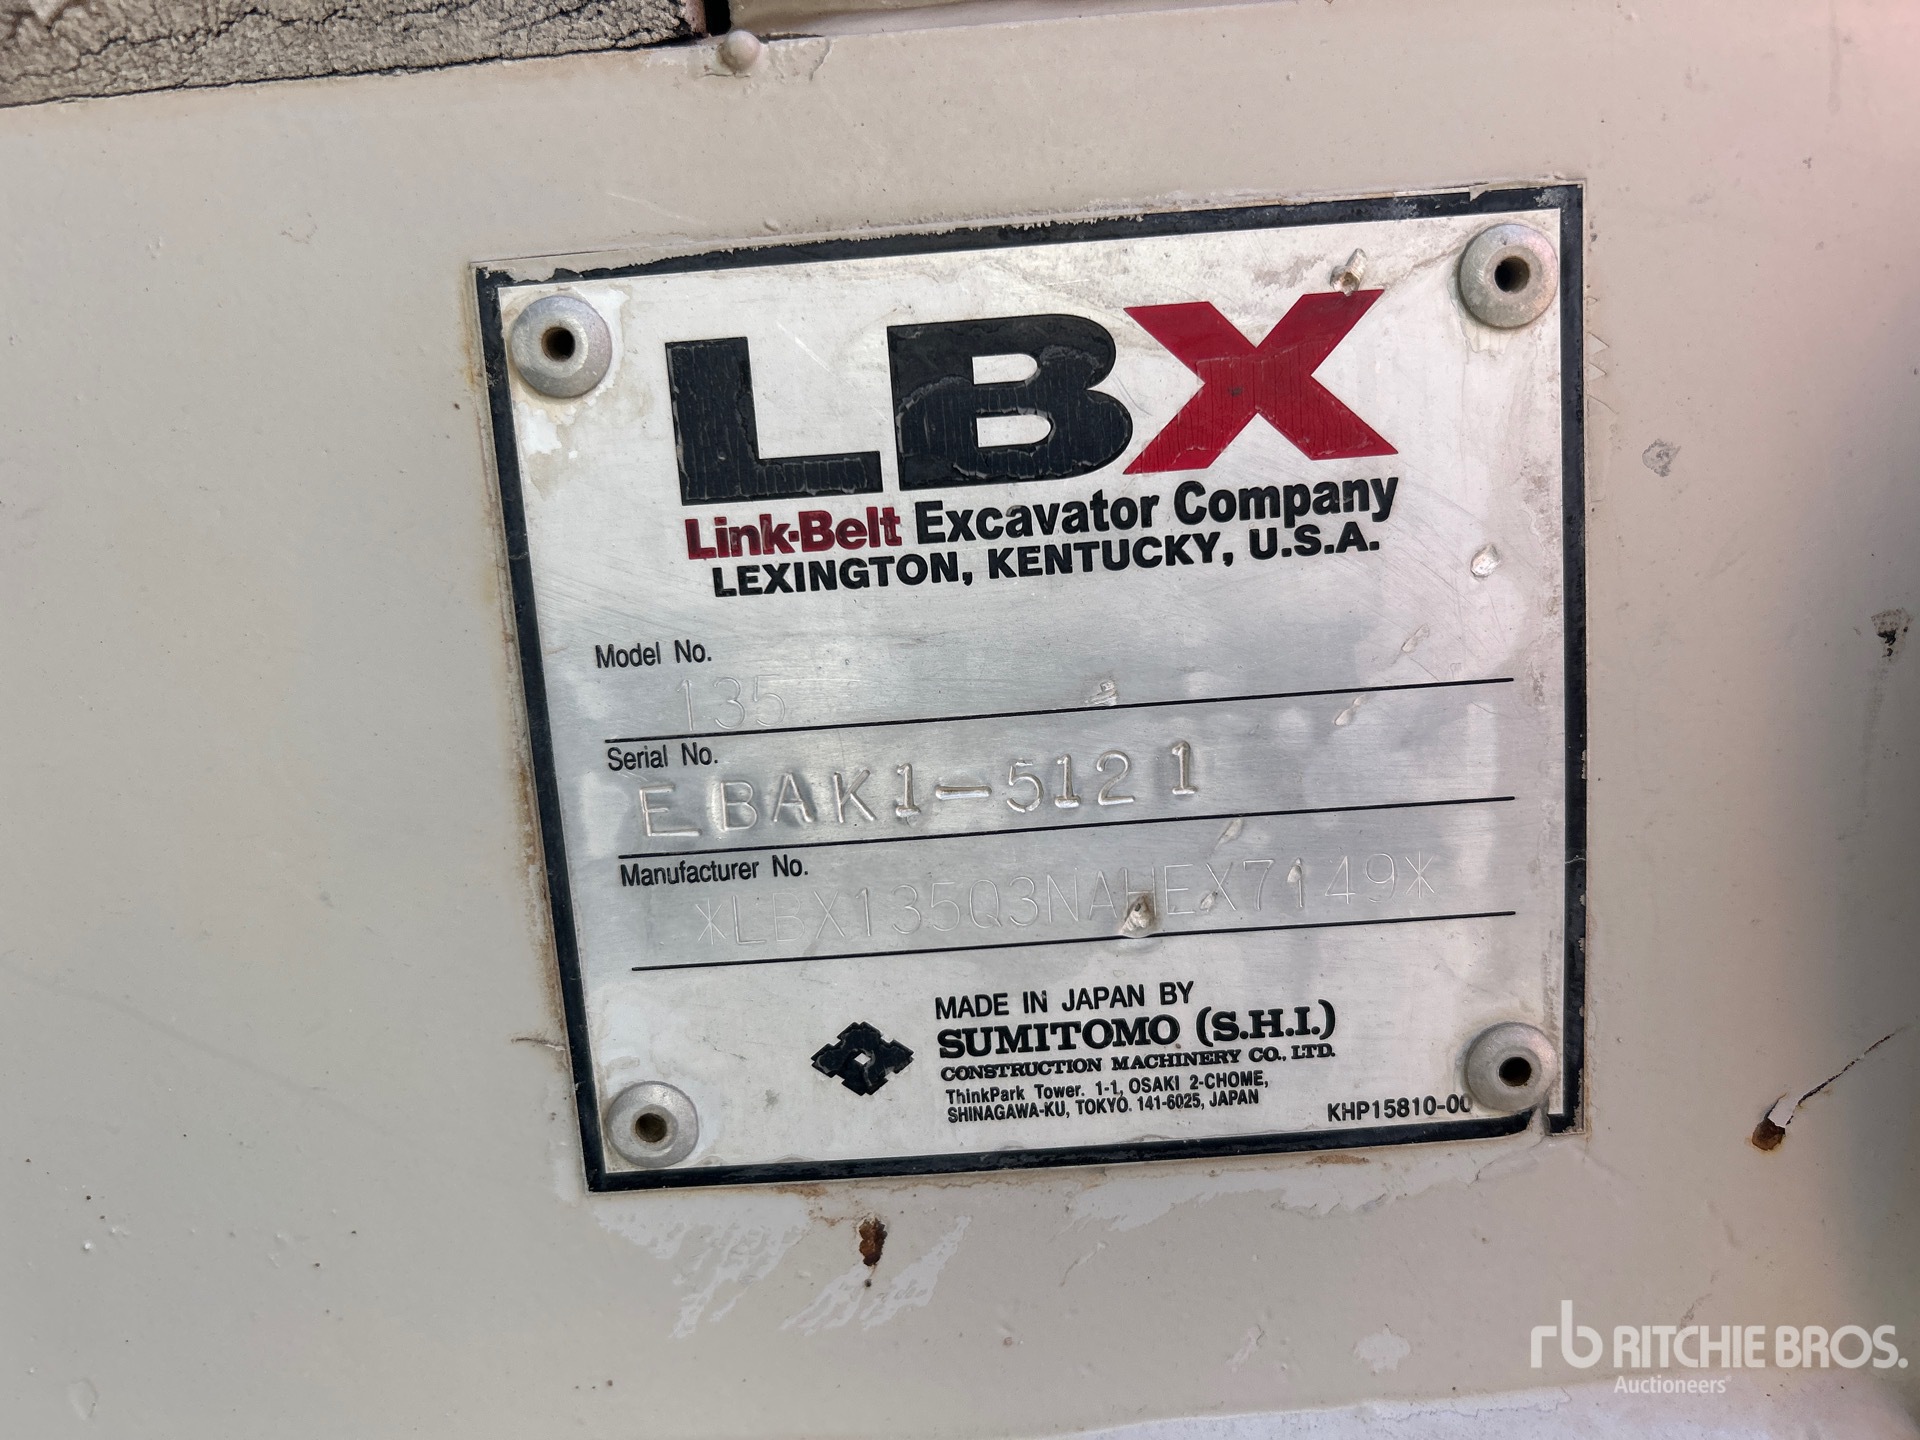 LBX
Link-Belt Excavator Company
LEXINGTON, KENTUCKY, U.S.A.
Model No.
135
Serial No.
EBAK1-5121
Manufacturer No.
*LBX135Q3NAHEX7149*
MADE IN JAPAN BY
SUMITOMO (S.H.I.)
CONSTRUCTION MACHINERY CO., LTD.
ThinkPark Tower. 1-1, OSAKI 2-CHOME,
SHINAGAWA-KU, TOKYO. 141-6025, JAPAN
KHP15810-00
rb RITCHIE BROS.
Auctioneers